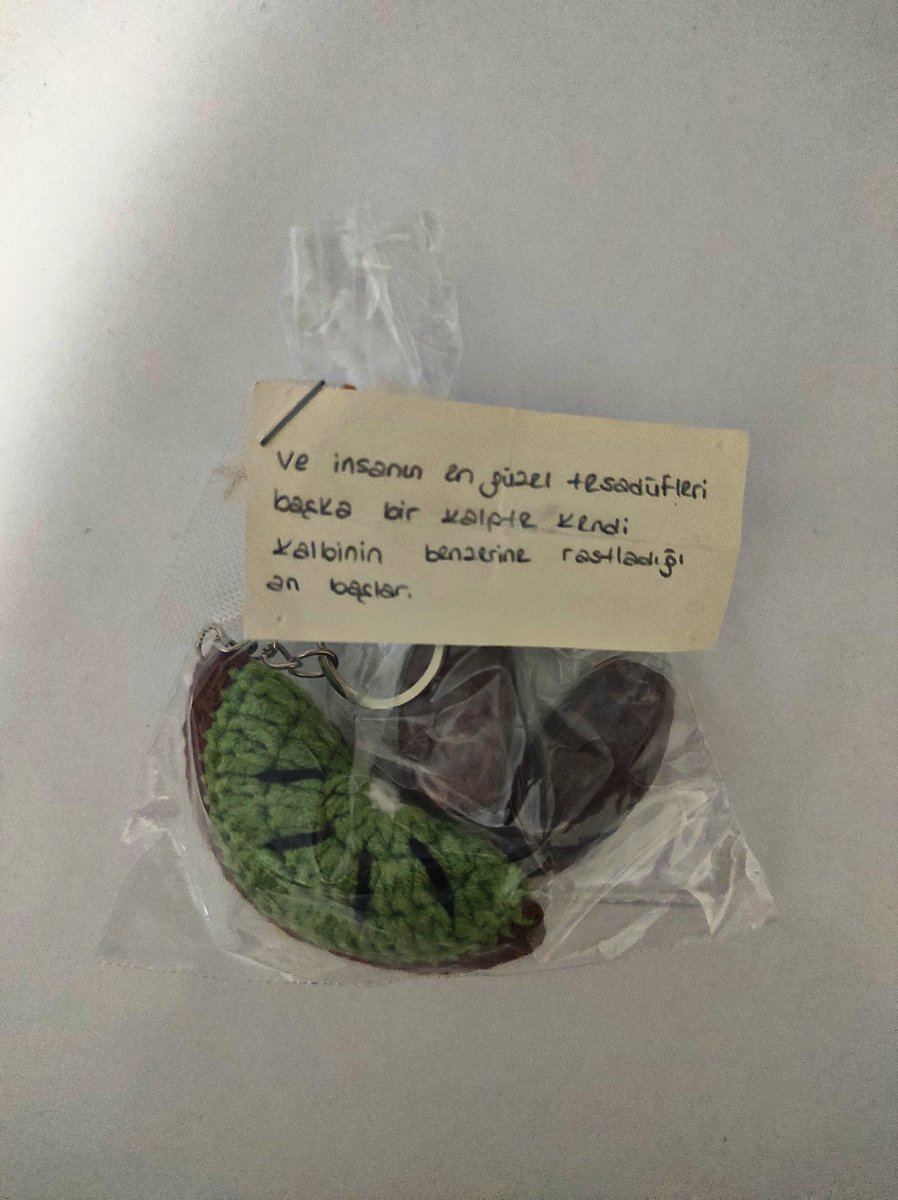 ve insanın en güzel tesadüfleri
başka bir kalpte kendi
kalbinin benzerine rastladığı
an başlar.